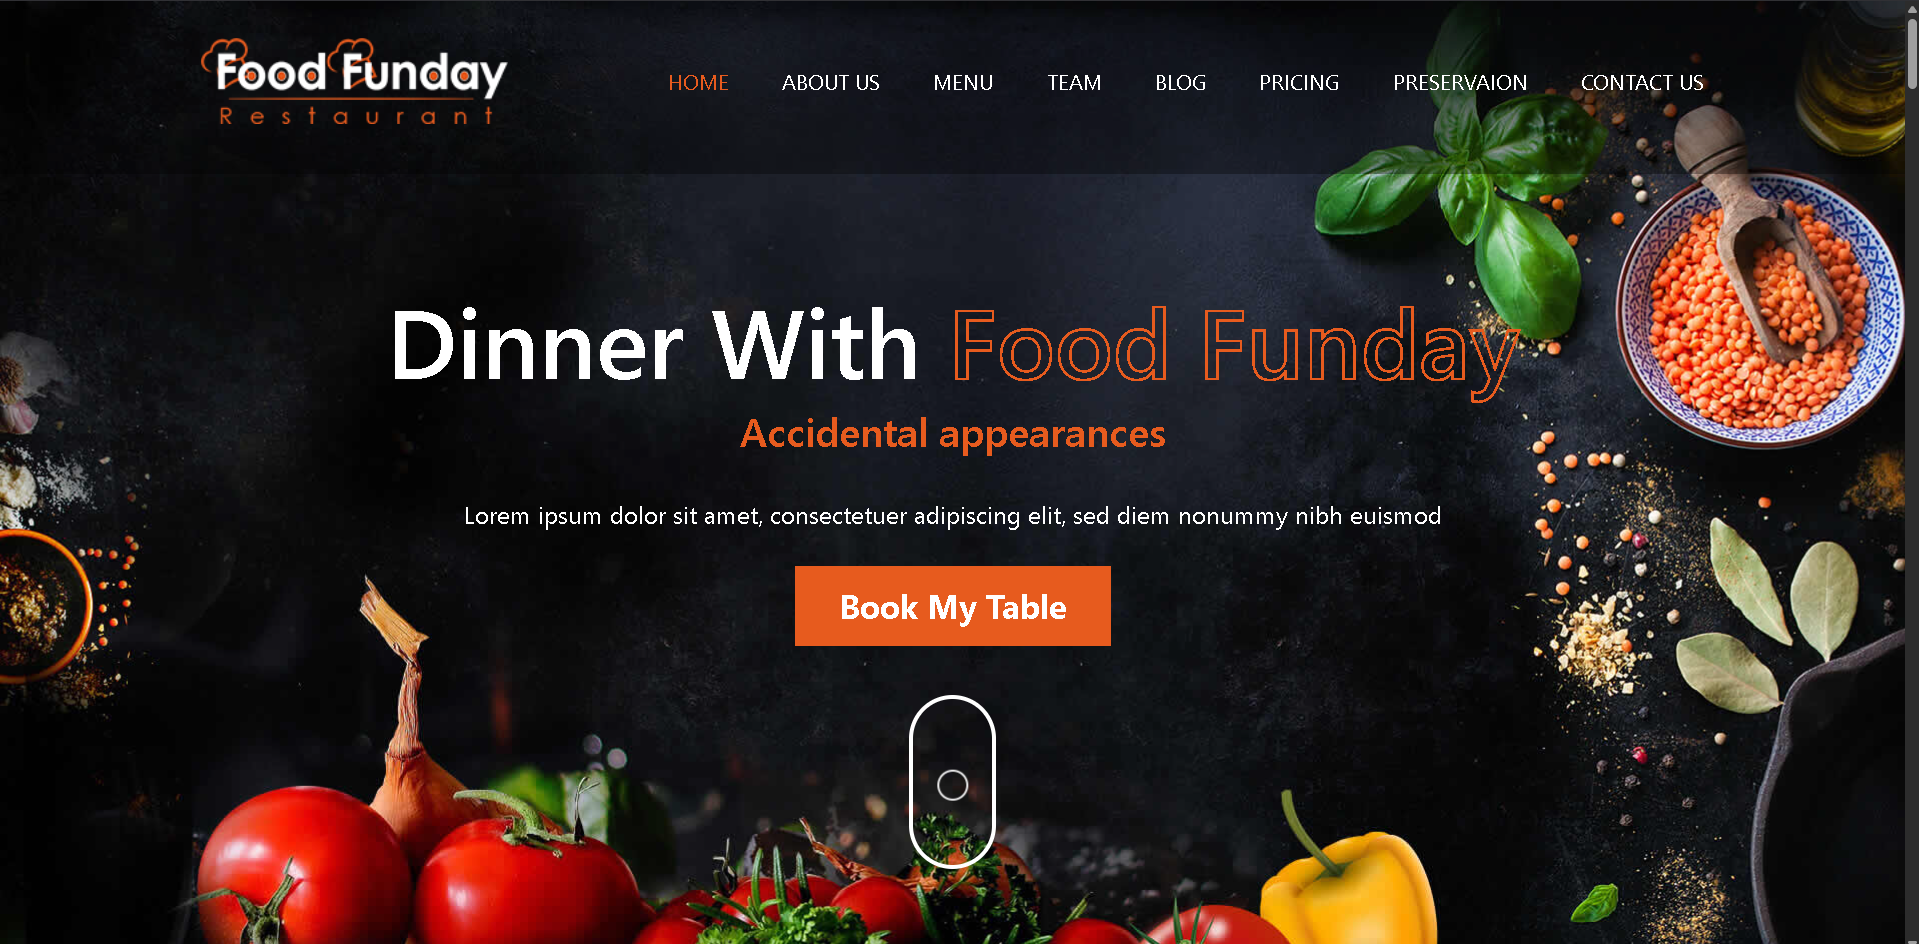 Food Funday
Restaurant
HOME ABOUT US MENU TEAM BLOG PRICING PRESERVAION CONTACT US
Dinner With Food Funday
Accidental appearances
Lorem ipsum dolor sit amet, consectetuer adipiscing elit, sed diem nonummy nibh euismod
Book My Table